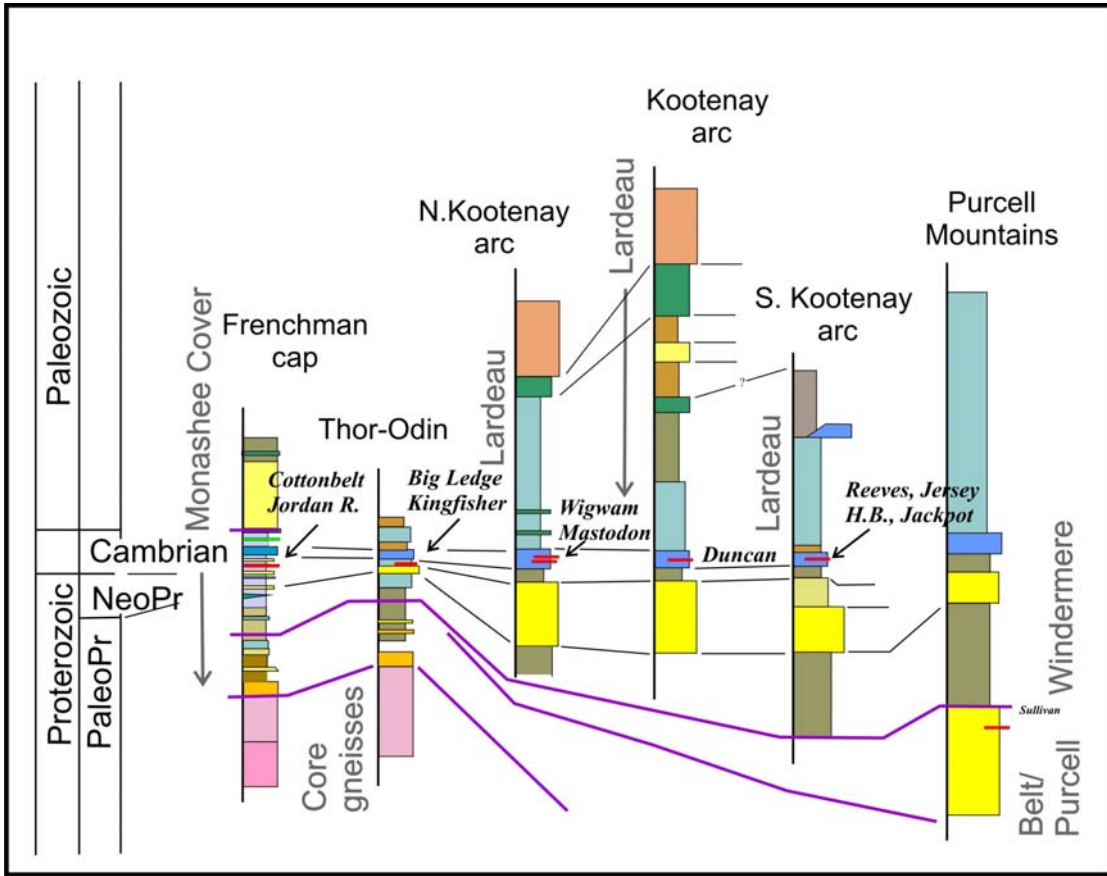 Kootenay
arc
N.Kootenay
arc
Purcell
Mountains
Lardeau
S. Kootenay
arc
Frenchman
cap
Thor-Odin
Paleozoic
Monashee Cover
Lardeau
Lardeau
Cottonbelt
Jordan R.
Big Ledge
Kingfisher
Wigwam
Mastodon
Duncan
Reeves, Jersey
H.B., Jackpot
?
Cambrian
NeoPr
PaleoPr
Proterozoic
Core
gneisses
Windermere
Sullivan
Belt/
Purcell